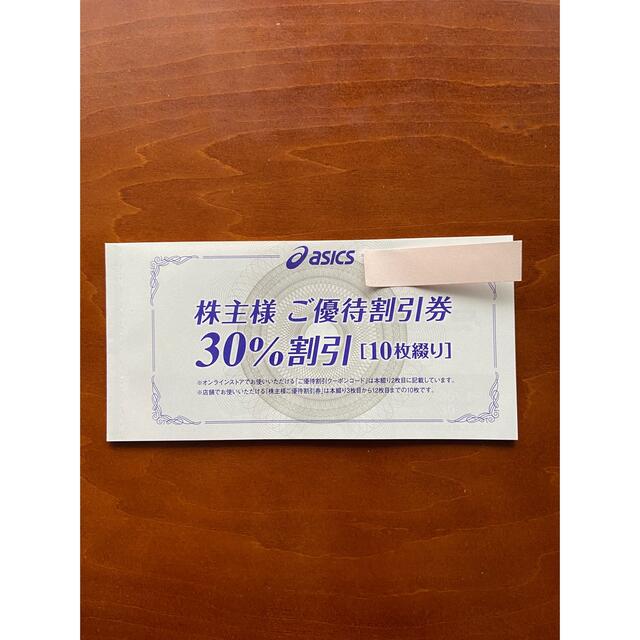 asics
株主様 ご優待割引券
30%割引 [10枚綴り]
※オンラインストアでお使いいただける「ご優待割引クーポンコード」は本綴り2枚目に記載しています。
※店舗でお使いいただける「株主様ご優待割引券」は本綴り3枚目から12枚目までの10枚です。